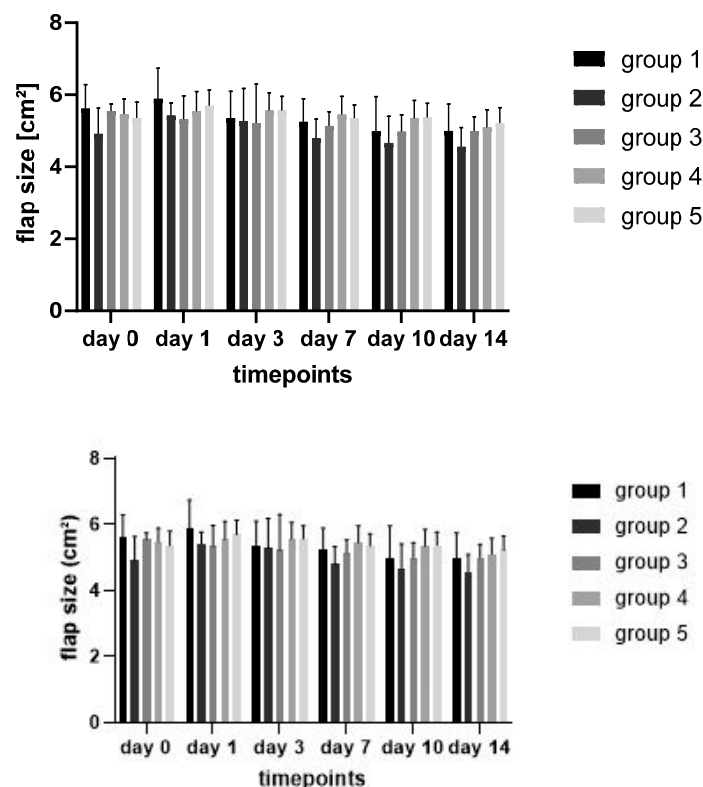 8
group 1
6
group 2
flap size [cm²]
group 3
4
group 4
2
group 5
0
day 0 day 1 day 3 day 7 day 10 day 14
timepoints
8
group 1
6
group 2
flap size (cm²)
group 3
4
group 4
2
group 5
0
day 0 day 1 day 3 day 7 day 10 day 14
timepoints